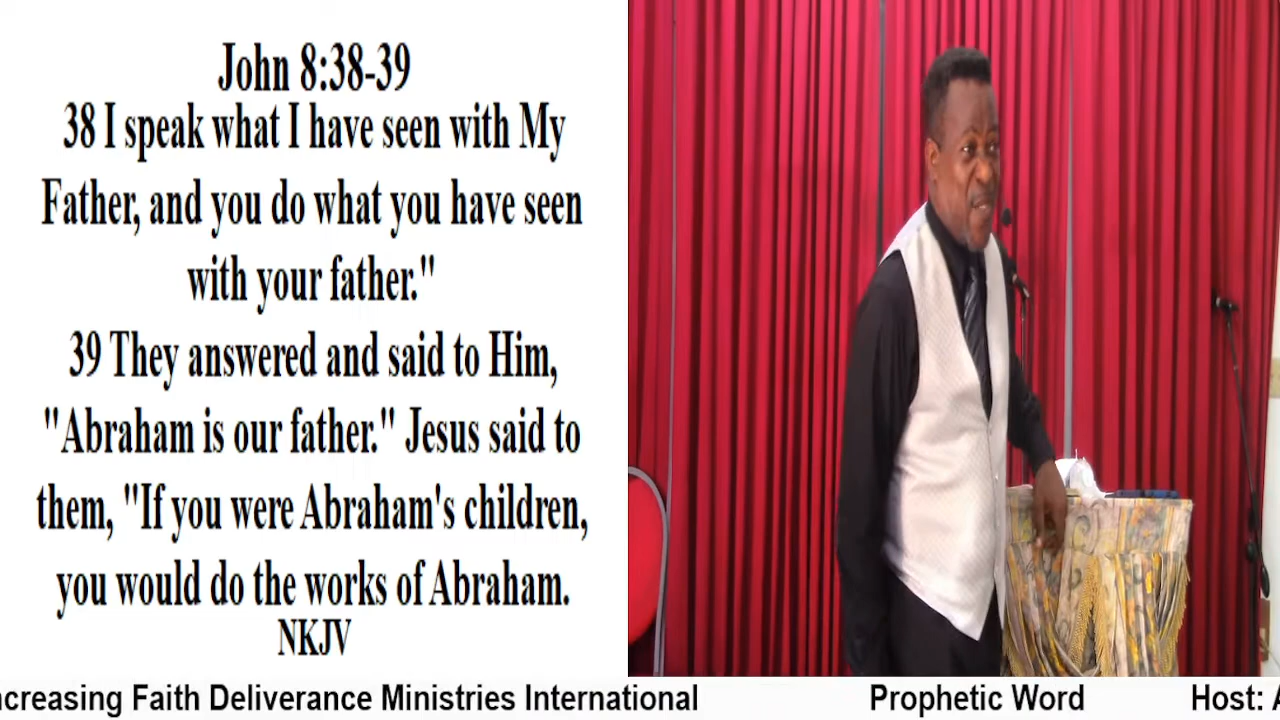 John 8:38-39
38 I speak what I have seen with My
Father, and you do what you have seen
with your father."
39 They answered and said to Him,
"Abraham is our father." Jesus said to
them, "If you were Abraham's children,
you would do the works of Abraham.
NKJV
ncreasing Faith Deliverance Ministries International Prophetic Word Host: A